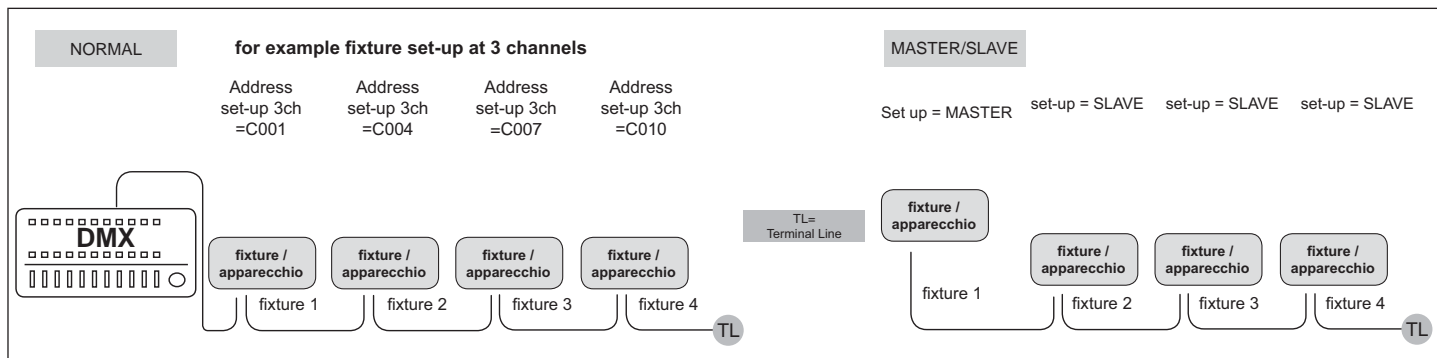 NORMAL
for example fixture set-up at 3 channels
Address
set-up 3ch
=C001
Address
set-up 3ch
=C004
Address
set-up 3ch
=C007
Address
set-up 3ch
=C010
DMX
fixture /
apparecchio
fixture /
apparecchio
fixture /
apparecchio
fixture /
apparecchio
fixture 1
fixture 2
fixture 3
fixture 4
TL
TL=
Terminal Line
MASTER/SLAVE
Set up = MASTER
set-up = SLAVE
set-up = SLAVE
set-up = SLAVE
fixture /
apparecchio
fixture /
apparecchio
fixture /
apparecchio
fixture /
apparecchio
fixture 1
fixture 2
fixture 3
fixture 4
TL